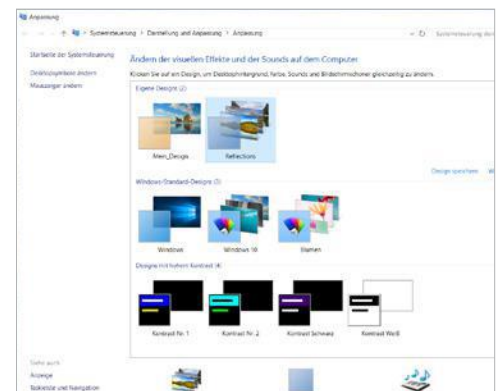 Anpassung
Systemsteuerung > Darstellung und Anpassung > Anpassung
Startseite der Systemsteuerung
Desktopsymbole ändern
Mauszeiger ändern
Ändern der visuellen Effekte und der Sounds auf dem Computer
Klicken Sie auf ein Design, um Desktophintergrund, Farbe, Sounds und Bildschirmschoner gleichzeitig zu ändern.
Eigene Designs (2)
Mein_Design
Reflections
Design speichern
Windows-Standard-Designs (3)
Windows
Windows 10
Blumen
Designs mit hohem Kontrast (4)
Kontrast Nr. 1
Kontrast Nr. 2
Kontrast Schwarz
Kontrast Weiß
Siehe auch
Anzeige
Taskleiste und Navigation